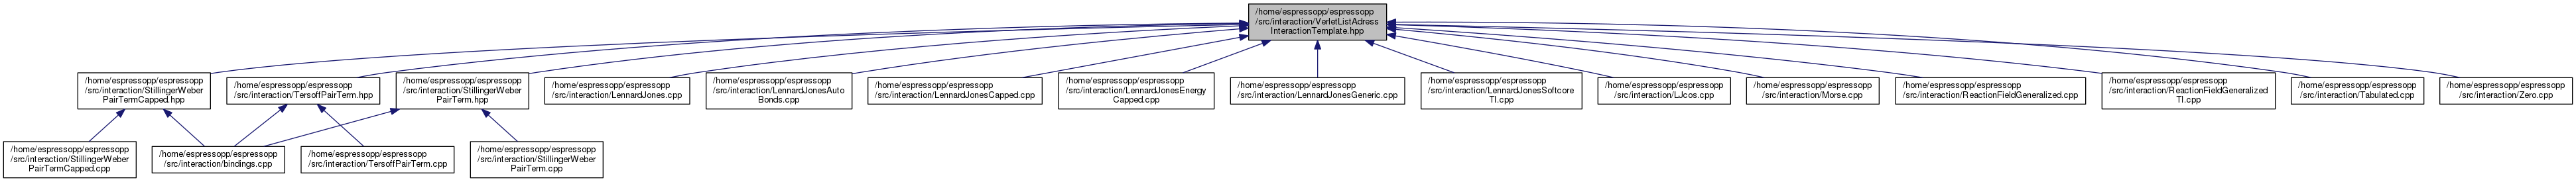 /home/espressopp/espressopp
/src/interaction/VerletListAdress
InteractionTemplate.hpp
/home/espressopp/espressopp
/src/interaction/StillingerWeber
PairTermCapped.hpp
/home/espressopp/espressopp
/src/interaction/TersoffPairTerm.hpp
/home/espressopp/espressopp
/src/interaction/StillingerWeber
PairTerm.hpp
/home/espressopp/espressopp
/src/interaction/LennardJones.cpp
/home/espressopp/espressopp
/src/interaction/LennardJonesAuto
Bonds.cpp
/home/espressopp/espressopp
/src/interaction/LennardJonesCapped.cpp
/home/espressopp/espressopp
/src/interaction/LennardJonesEnergy
Capped.cpp
/home/espressopp/espressopp
/src/interaction/LennardJonesGeneric.cpp
/home/espressopp/espressopp
/src/interaction/LennardJonesSoftcore
TI.cpp
/home/espressopp/espressopp
/src/interaction/LJcos.cpp
/home/espressopp/espressopp
/src/interaction/Morse.cpp
/home/espressopp/espressopp
/src/interaction/ReactionFieldGeneralized.cpp
/home/espressopp/espressopp
/src/interaction/ReactionFieldGeneralized
TI.cpp
/home/espressopp/espressopp
/src/interaction/Tabulated.cpp
/home/espressopp/espressopp
/src/interaction/Zero.cpp
/home/espressopp/espressopp
/src/interaction/StillingerWeber
PairTermCapped.cpp
/home/espressopp/espressopp
/src/interaction/bindings.cpp
/home/espressopp/espressopp
/src/interaction/TersoffPairTerm.cpp
/home/espressopp/espressopp
/src/interaction/StillingerWeber
PairTerm.cpp